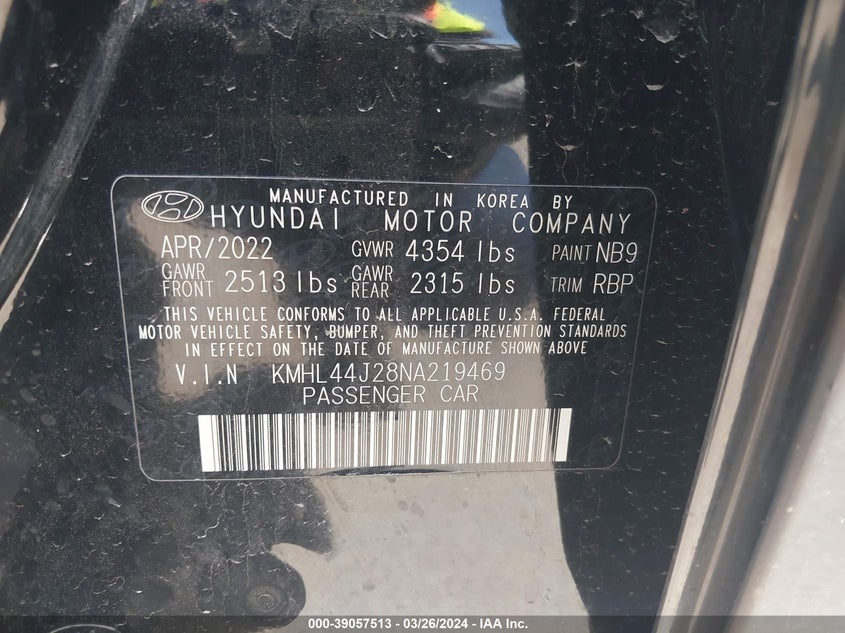 MANUFACTURED IN KOREA BY
HYUNDAI MOTOR COMPANY
APR/2022 GVWR 4354 lbs PAINT NB9
GAWR FRONT 2513 lbs GAWR REAR 2315 lbs TRIM RBP
THIS VEHICLE CONFORMS TO ALL APPLICABLE U.S.A. FEDERAL
MOTOR VEHICLE SAFETY, BUMPER, AND THEFT PREVENTION STANDARDS
IN EFFECT ON THE DATE OF MANUFACTURE SHOWN ABOVE
V.I.N KMHL44J28NA219469
PASSENGER CAR
000-39057513 - 03/26/2024 - IAA Inc.